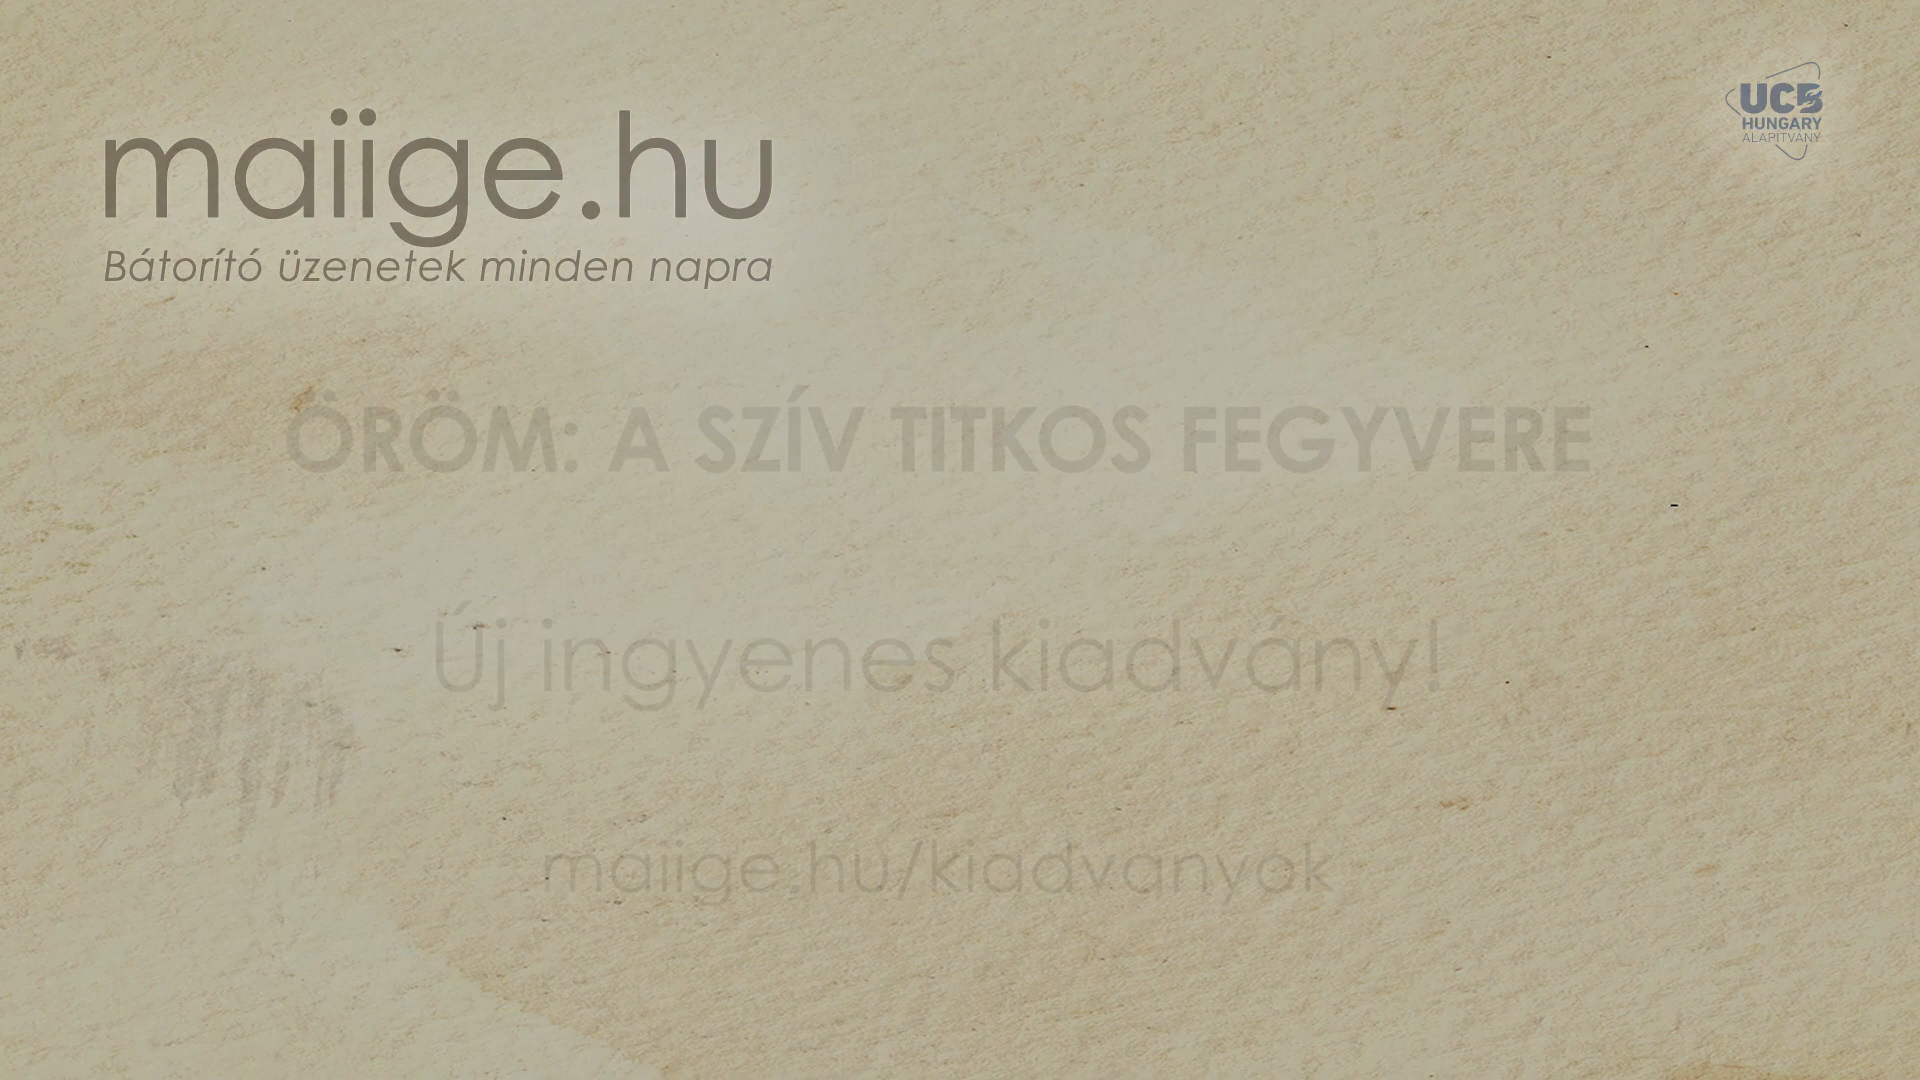 maiige.hu
Bátorító üzenetek minden napra
UCB
HUNGARY
ALAPÍTVÁNY
ÖRÖM: A SZÍV TITKOS FEGYVERE
Új ingyenes kiadvány!
maiige.hu/kiadvanyok